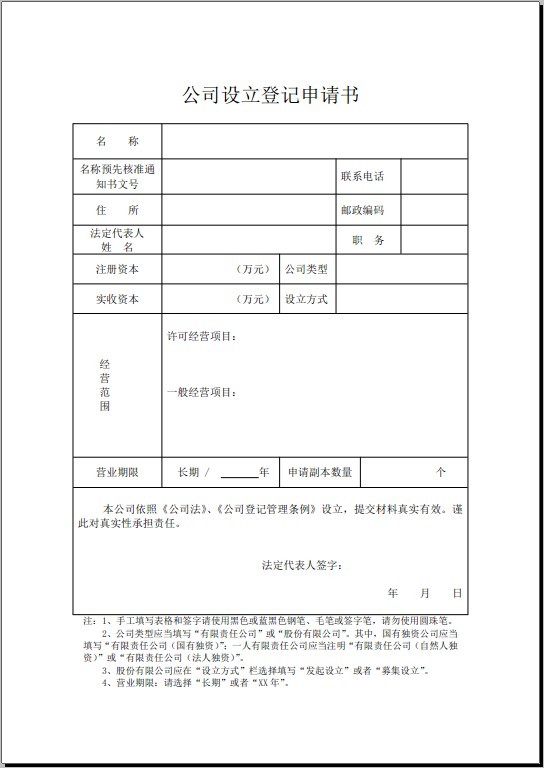 公司设立登记申请书
名 称
名称预先核准通
知书文号
联系电话
住 所
邮政编码
法定代表人
姓 名
职 务
注册资本
（万元）
公司类型
实收资本
（万元）
设立方式
经
营
范
围
许可经营项目：
一般经营项目：
营业期限
长期 / ______年
申请副本数量
个
本公司依照《公司法》、《公司登记管理条例》设立，提交材料真实有效。谨
此对真实性承担责任。
法定代表人签字：
年 月 日
注：1、手工填写表格和签字请使用黑色或蓝黑色钢笔、毛笔或签字笔，请勿使用圆珠笔。
2、公司类型应当填写“有限责任公司”或“股份有限公司”。其中，国有独资公司应当
填写“有限责任公司（国有独资）”；一人有限责任公司应当注明“有限责任公司（自然人独
资）”或“有限责任公司（法人独资）”。
3、股份有限公司应在“设立方式”栏选择填写“发起设立”或者“募集设立”。
4、营业期限：请选择“长期”或者“XX 年”。